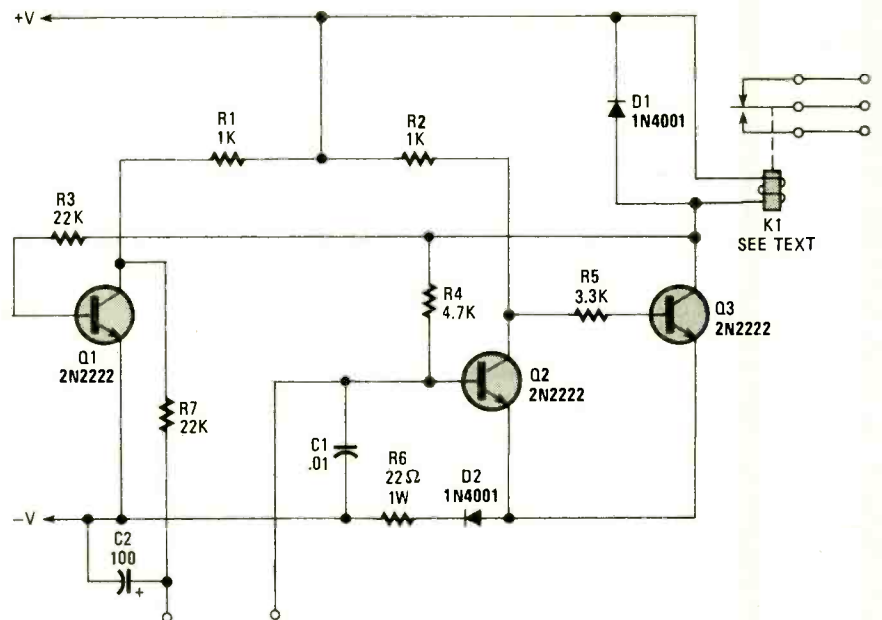 +V
R1
1K
R2
1K
D1
1N4001
K1
SEE TEXT
R3
22K
R4
4.7K
R5
3.3K
Q3
2N2222
Q1
2N2222
Q2
2N2222
R7
22K
C1
.01
R6
22Ω
1W
D2
1N4001
−V
C2
100
+